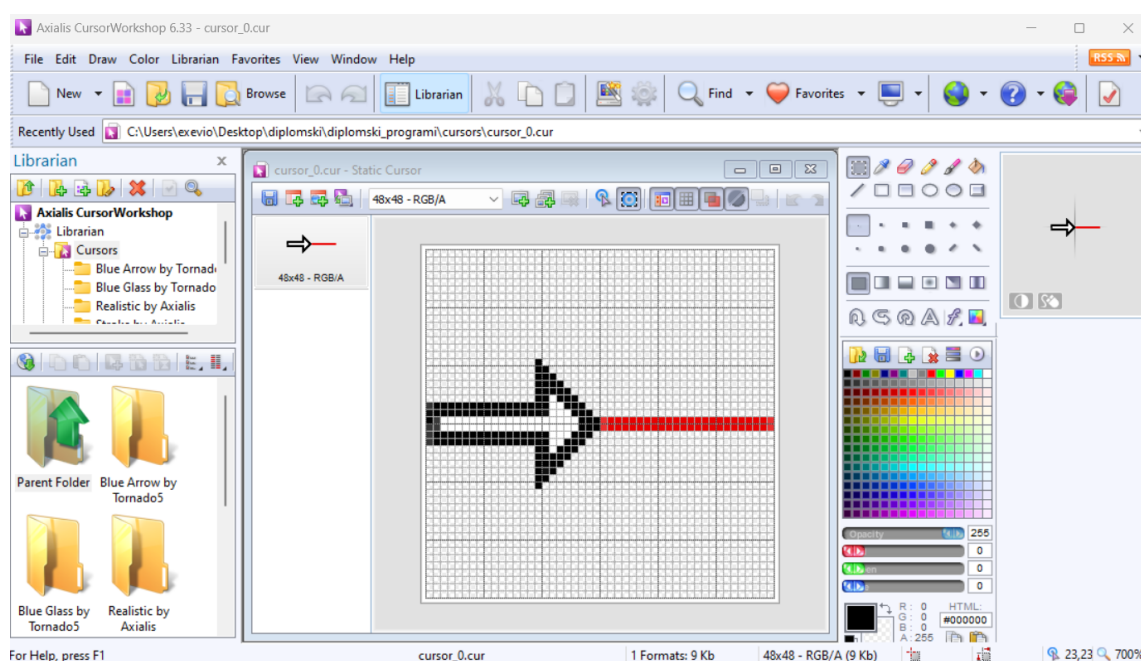 Axialis CursorWorkshop 6.33 - cursor_0.cur
File Edit Draw Color Librarian Favorites View Window Help
RSS
New Browse Librarian Find Favorites
Recently Used C:\Users\exevio\Desktop\diplomski\diplomski_programi\cursors\cursor_0.cur
Librarian
Axialis CursorWorkshop
Librarian
Cursors
Blue Arrow by Tornad
Blue Glass by Tornado
Realistic by Axialis
cursor_0.cur - Static Cursor
48x48 - RGB/A
48x48 - RGB/A
Parent Folder
Blue Arrow by
Tornado5
Blue Glass by
Tornado5
Realistic by
Axialis
Opacity 255
0
0
0
R: 0
G: 0
B: 0
A: 255
HTML:
#000000
For Help, press F1 cursor_0.cur 1 Formats: 9 Kb 48x48 - RGB/A (9 Kb) 23,23 700%